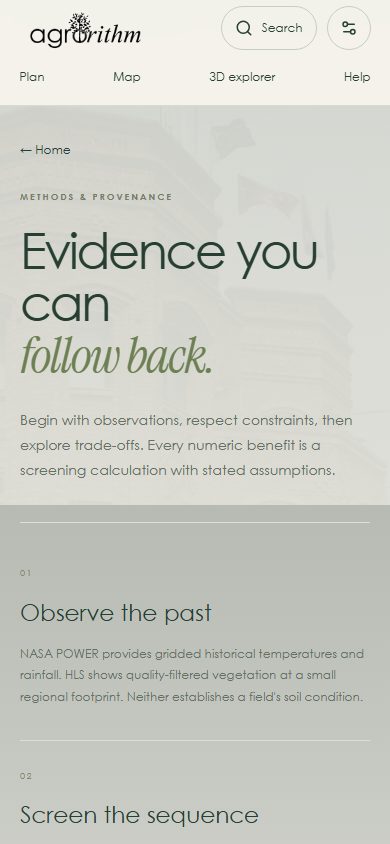 agrorithm
Search
Plan
Map
3D explorer
Help
← Home
METHODS & PROVENANCE
Evidence you
can
follow back.
Begin with observations, respect constraints, then
explore trade-offs. Every numeric benefit is a
screening calculation with stated assumptions.
01
Observe the past
NASA POWER provides gridded historical temperatures and
rainfall. HLS shows quality-filtered vegetation at a small
regional footprint. Neither establishes a field's soil condition.
02
Screen the sequence